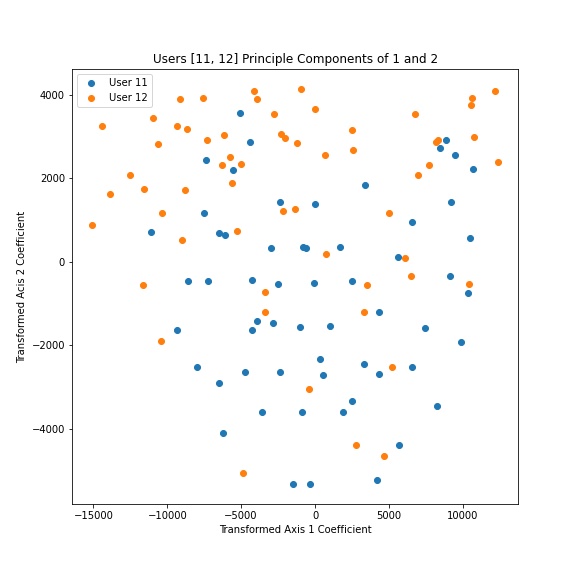 Users [11, 12] Principle Components of 1 and 2
User 11
User 12
4000
2000
0
−2000
−4000
Transformed Acis 2 Coefficient
−15000 −10000 −5000 0 5000 10000
Transformed Axis 1 Coefficient